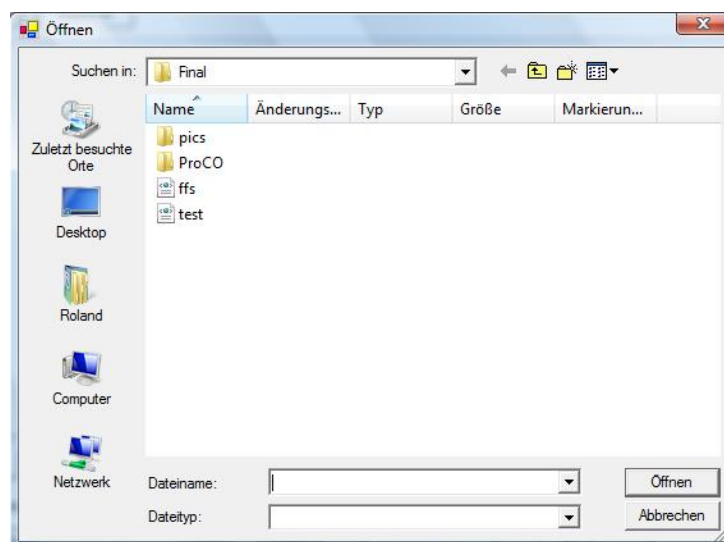 Öffnen
Suchen in: Final
Name Änderungs... Typ Größe Markierun...
Zuletzt besuchte
Orte
Desktop
Roland
Computer
Netzwerk
pics
ProCO
ffs
test
Dateiname: Öffnen
Dateityp: Abbrechen